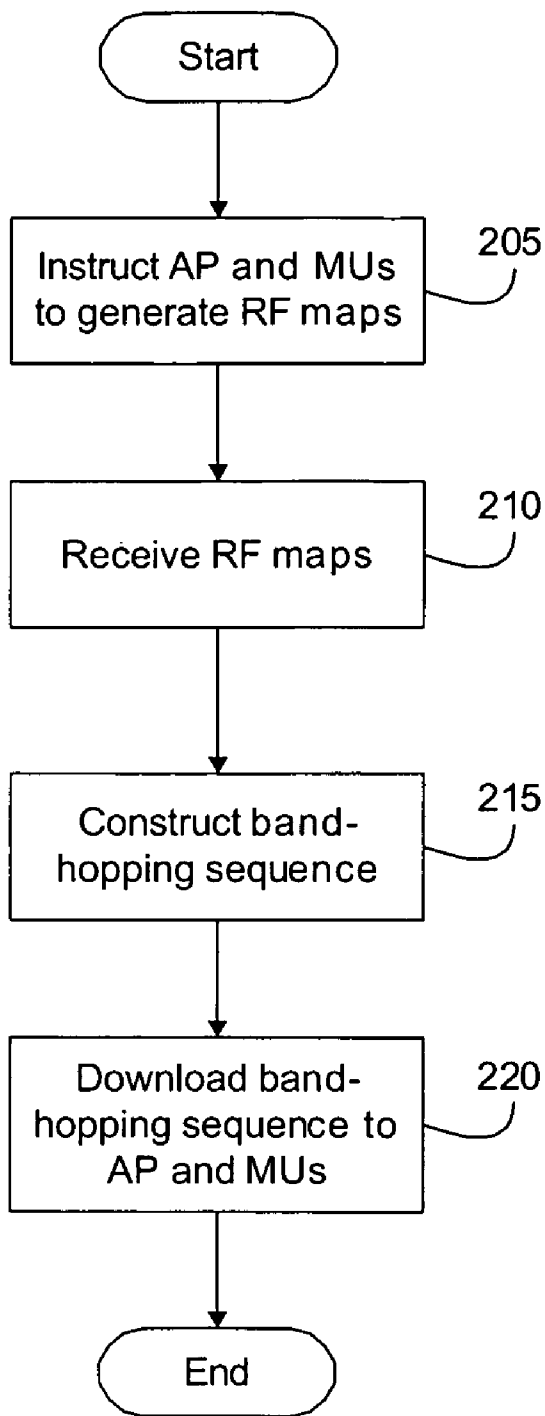 Start
Instruct AP and MUs
to generate RF maps
205
Receive RF maps
210
Construct band-
hopping sequence
215
Download band-
hopping sequence to
AP and MUs
220
End